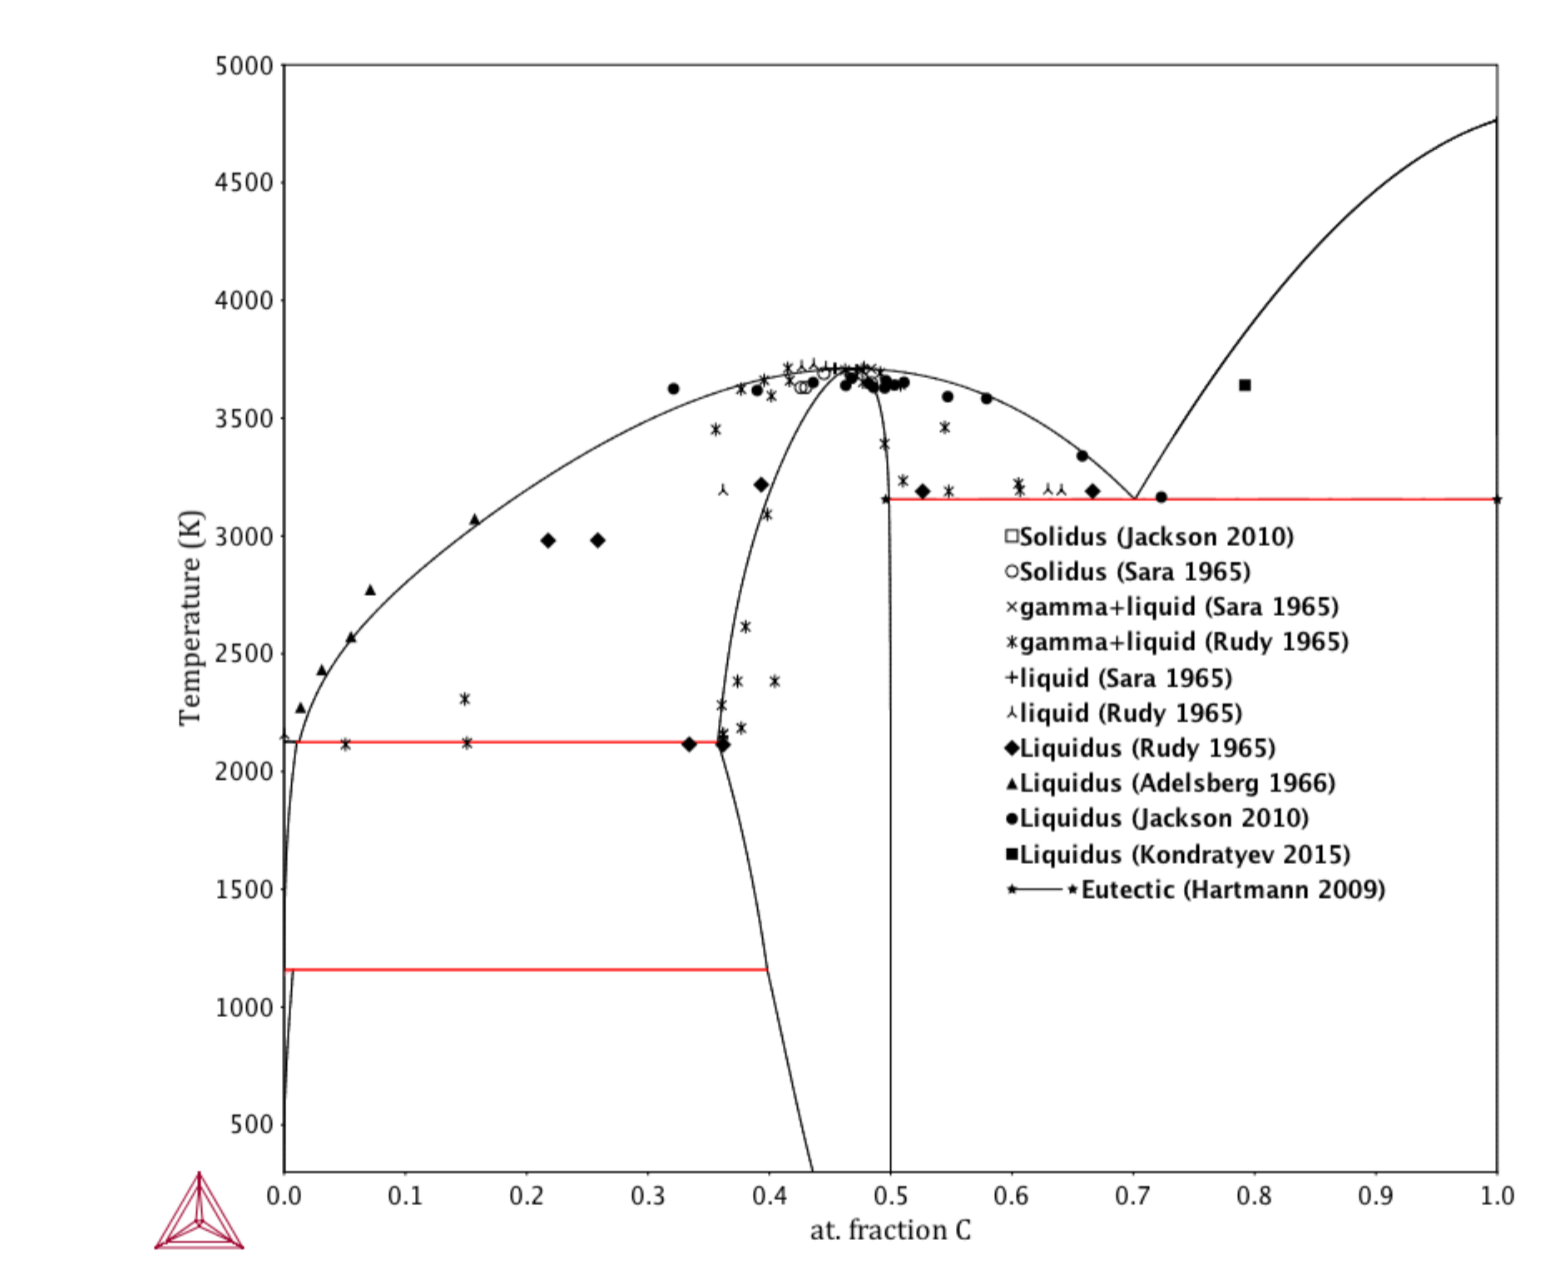 5000
4500
4000
3500
3000
2500
2000
1500
1000
500
Temperature (K)
□Solidus (Jackson 2010)
○Solidus (Sara 1965)
×gamma+liquid (Sara 1965)
gamma+liquid (Rudy 1965)
+liquid (Sara 1965)
liquid (Rudy 1965)
◆Liquidus (Rudy 1965)
▲Liquidus (Adelsberg 1966)
●Liquidus (Jackson 2010)
■Liquidus (Kondratyev 2015)
★—★Eutectic (Hartmann 2009)
0.0 0.1 0.2 0.3 0.4 0.5 0.6 0.7 0.8 0.9 1.0
at. fraction C